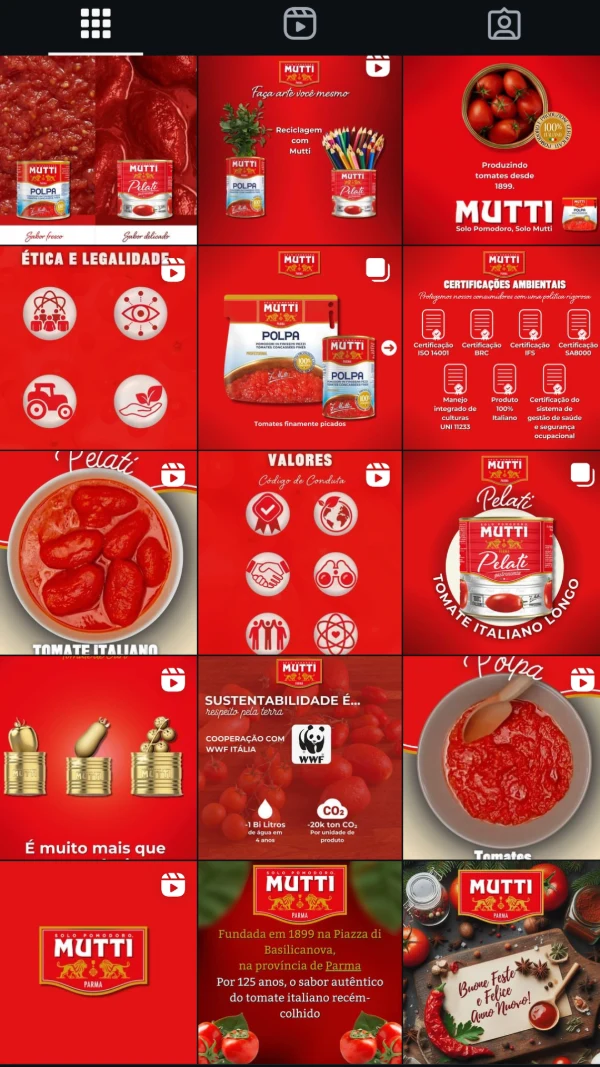 MUTTI
POLPA
Sabor fresco
MUTTI
Pelati
Sabor delicado
MUTTI
Faça arte você mesmo
Reciclagem
com
Mutti
MUTTI
POLPA
MUTTI
Pelati
100%
Produzindo
tomates desde
1899.
MUTTI
Solo Pomodoro, Solo Mutti
ÉTICA E LEGALIDADE
MUTTI
MUTTI
POLPA
MUTTI
POLPA
Tomates finamente picados
MUTTI
CERTIFICAÇÕES AMBIENTAIS
Protegemos nossos consumidores com uma política rigorosa
Certificação
ISO 14001
Certificação
BRC
Certificação
IFS
Certificação
SA8000
Manejo
integrado de
culturas
UNI 11233
Produto
100%
Italiano
Certificação do
sistema de
gestão de saúde
e segurança
ocupacional
Pelati
TOMATE ITALIANO
VALORES
Código de Conduta
MUTTI
Pelati
SOLO POMODORO
MUTTI
Pelati
TOMATE ITALIANO LONGO
É muito mais que
MUTTI
SUSTENTABILIDADE É...
respeito pela terra
COOPERAÇÃO COM
WWF ITÁLIA
WWF
-1 Bi Litros
de água em
4 anos
CO₂
-20k ton CO₂
Por unidade de
produto
Polpa
Tomates
SOLO POMODORO.
MUTTI
PARMA
SOLO POMODORO.
MUTTI
PARMA
Fundada em 1899 na Piazza di
Basilicanova,
na província de Parma
Por 125 anos, o sabor autêntico
do tomate italiano recém-
colhido
MUTTI
PARMA
Buone Feste
e Felice
Anno Nuovo!